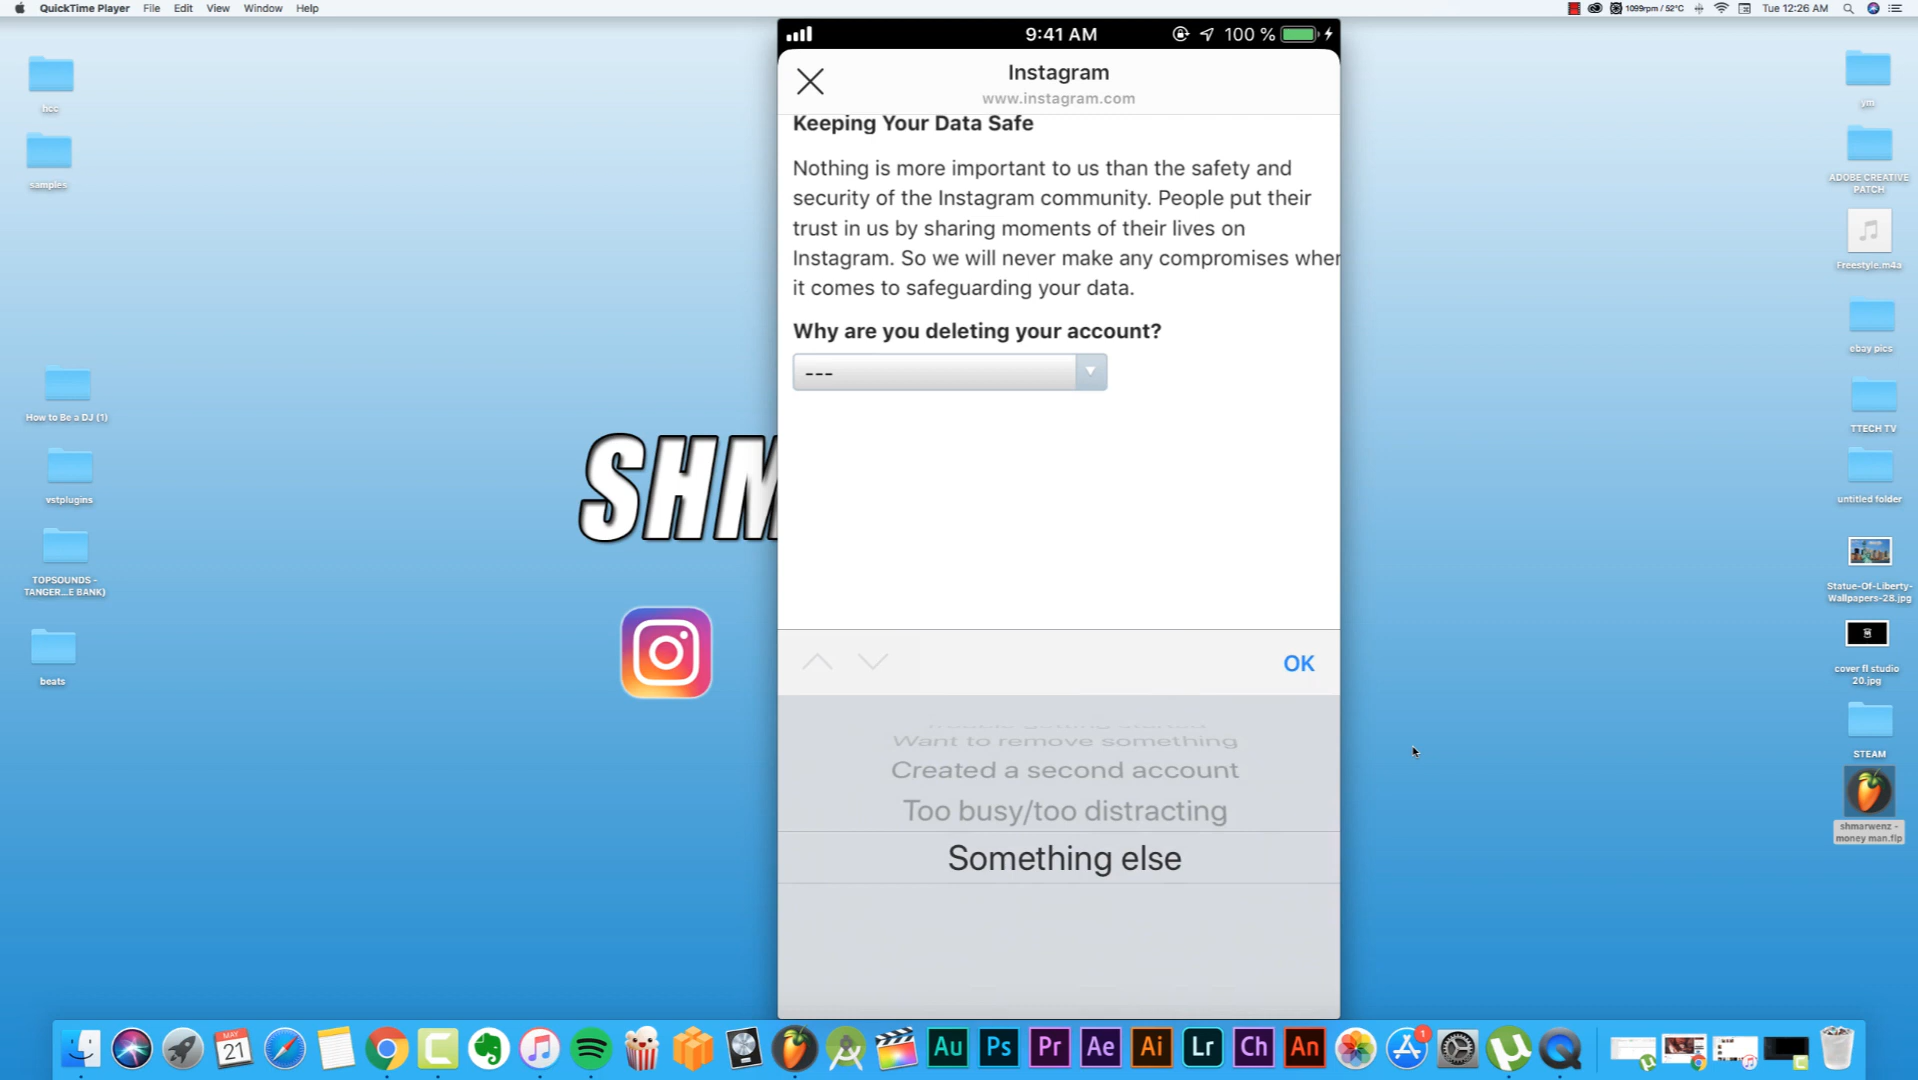 QuickTime Player File Edit View Window Help
1099rpm / 52°C Tue 12:26 AM
9:41 AM 100 %
Instagram
www.instagram.com
Keeping Your Data Safe
Nothing is more important to us than the safety and
security of the Instagram community. People put their
trust in us by sharing moments of their lives on
Instagram. So we will never make any compromises when
it comes to safeguarding your data.
Why are you deleting your account?
---
OK
Want to remove something
Created a second account
Too busy/too distracting
Something else
SHM
hcc
samples
How to Be a DJ (1)
vstplugins
TOPSOUNDS -
TANGER...E BANK)
beats
ym
ADOBE CREATIVE
PATCH
Freestyle.m4a
ebay pics
TTECH TV
untitled folder
Statue-Of-Liberty-
Wallpapers-28.jpg
cover fl studio
20.jpg
STEAM
shmarwenz -
money man.flp
MAY
21
Au Ps Pr Ae Ai Lr Ch An
1